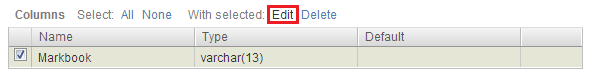 Columns Select: All None With selected: Edit Delete
Name Type Default
Markbook varchar(13)